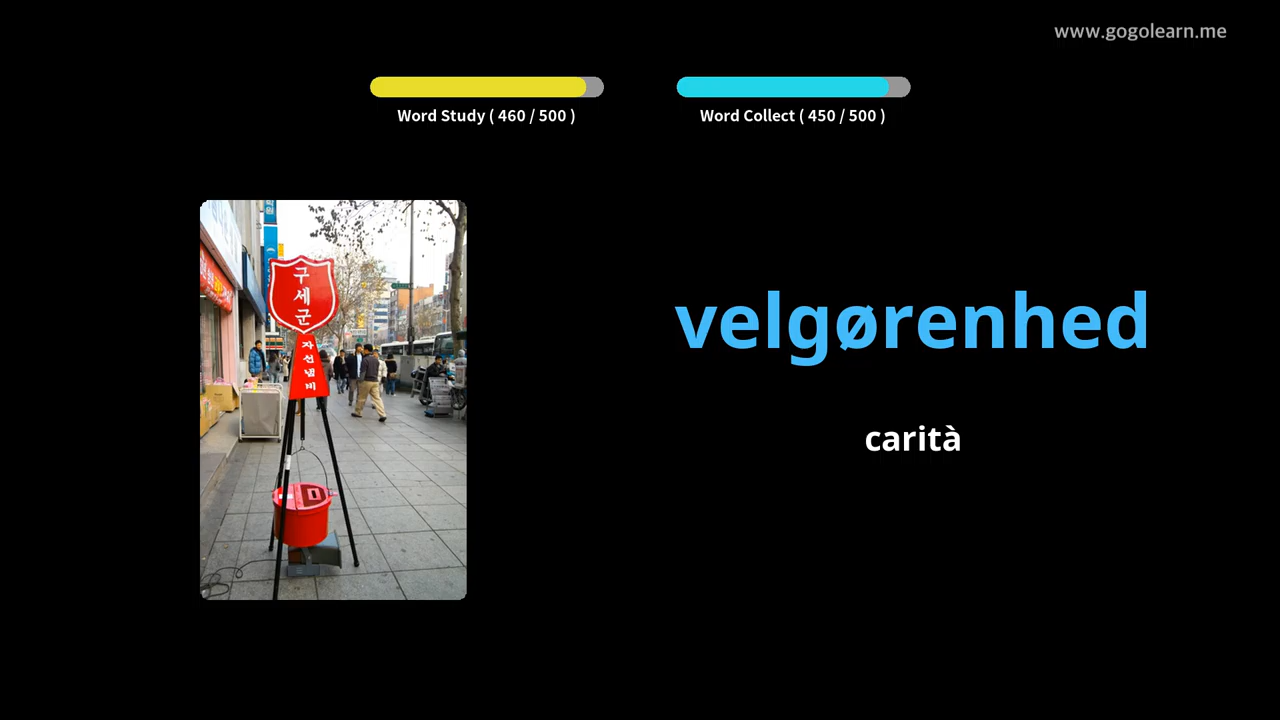 www.gogolearn.me
Word Study ( 460 / 500 )
Word Collect ( 450 / 500 )
구
세
군
자
선
냄
비
velgørenhed
carità